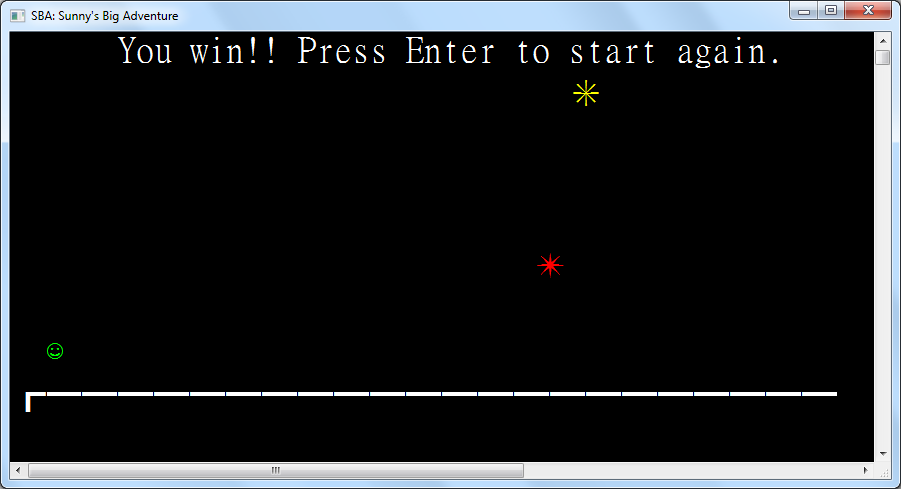 SBA: Sunny's Big Adventure
You win!! Press Enter to start again.